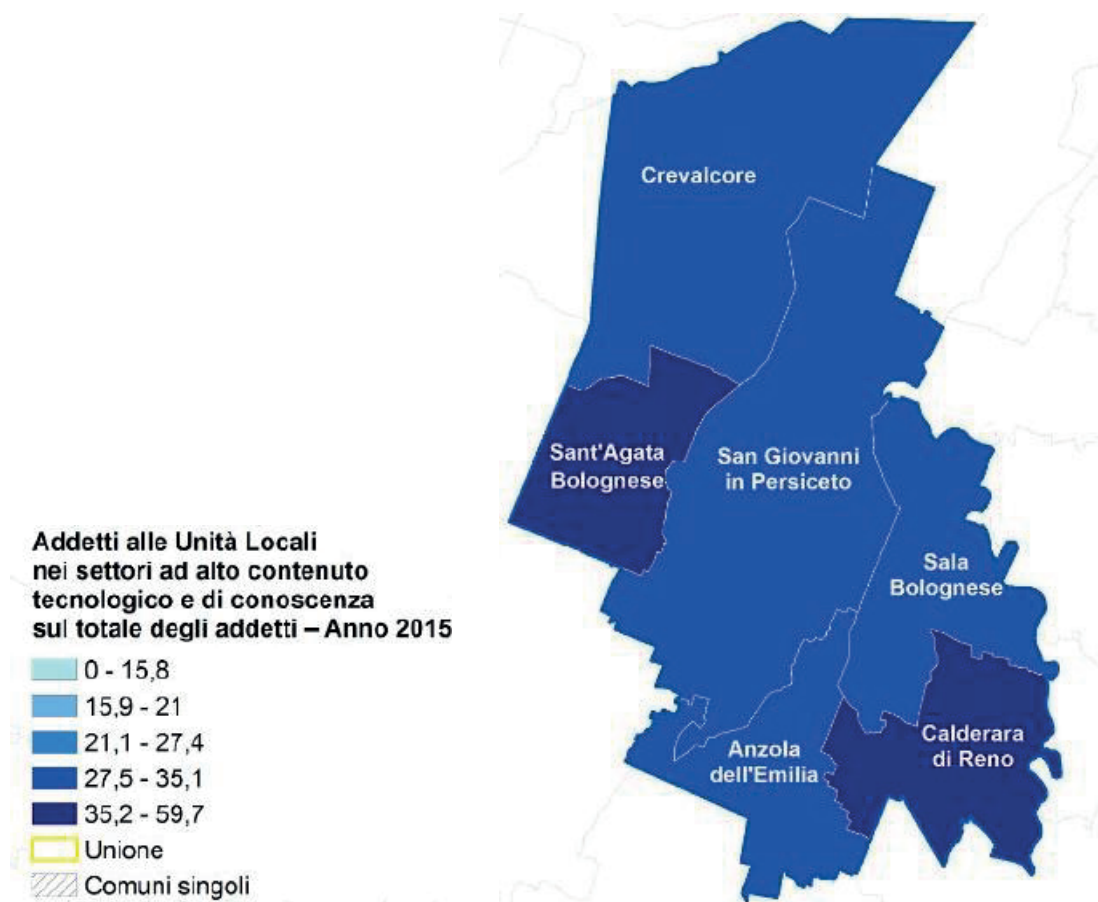 Crevalcore
Sant'Agata
Bolognese
San Giovanni
in Persiceto
Sala
Bolognese
Calderara
di Reno
Anzola
dell'Emilia
Addetti alle Unità Locali
nei settori ad alto contenuto
tecnologico e di conoscenza
sul totale degli addetti – Anno 2015
0 - 15,8
15,9 - 21
21,1 - 27,4
27,5 - 35,1
35,2 - 59,7
Unione
Comuni singoli